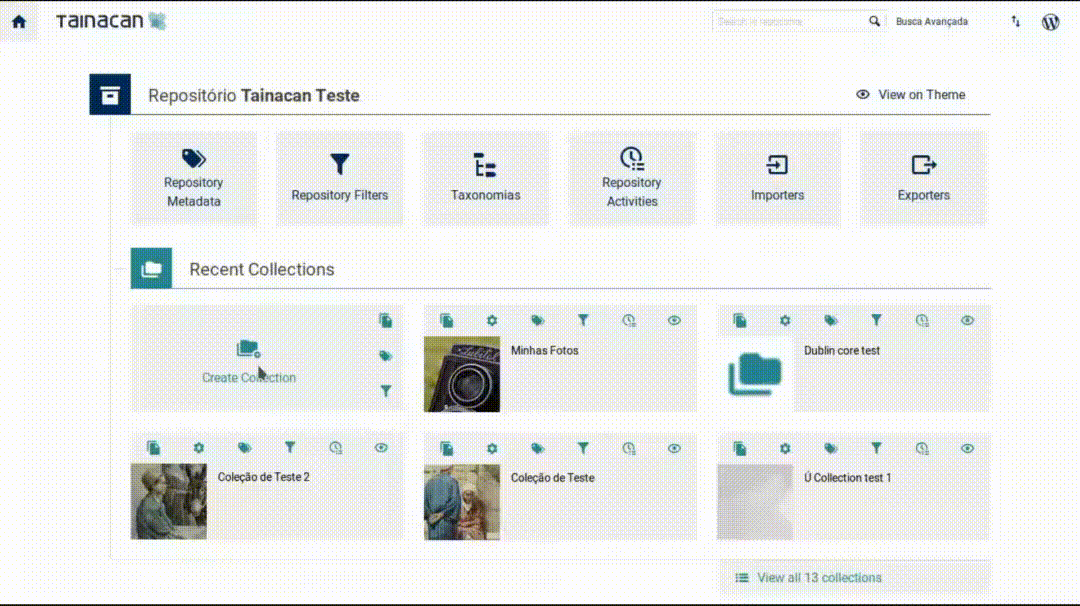 Tainacan
Search in repository
Busca Avançada
Repositório Tainacan Teste
View on Theme
Repository
Metadata
Repository Filters
Taxonomias
Repository
Activities
Importers
Exporters
Recent Collections
Create Collection
Minhas Fotos
Dublin core test
Coleção de Teste 2
Coleção de Teste
Ú Collection test 1
View all 13 collections